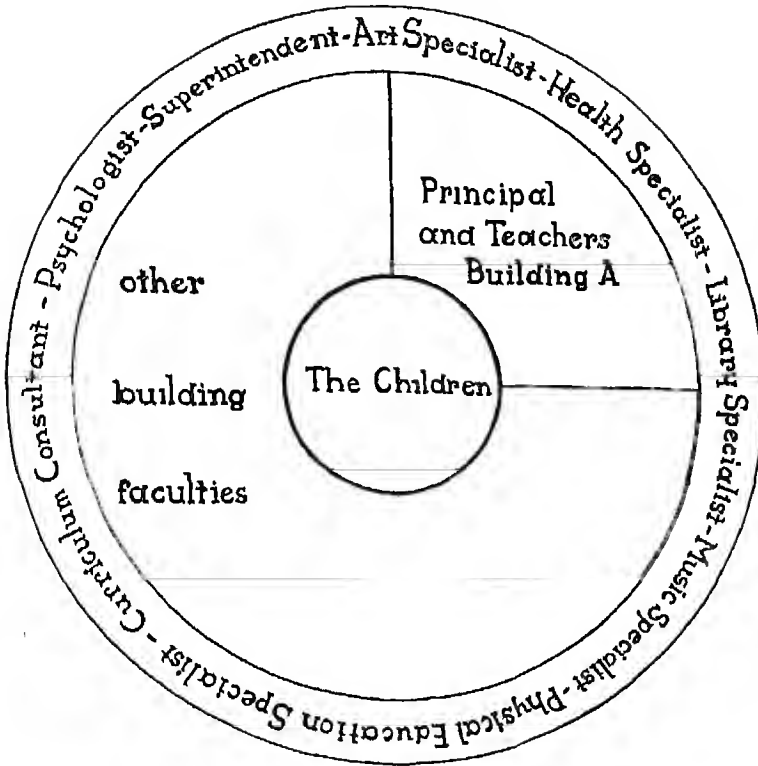 Superintendent-Art Specialist-Health Specialist-Library Specialist-Music Specialist-Physical Education Specialist-Curriculum Consultant-Psychologist-
Principal
and Teachers
Building A
other
building
faculties
The Children